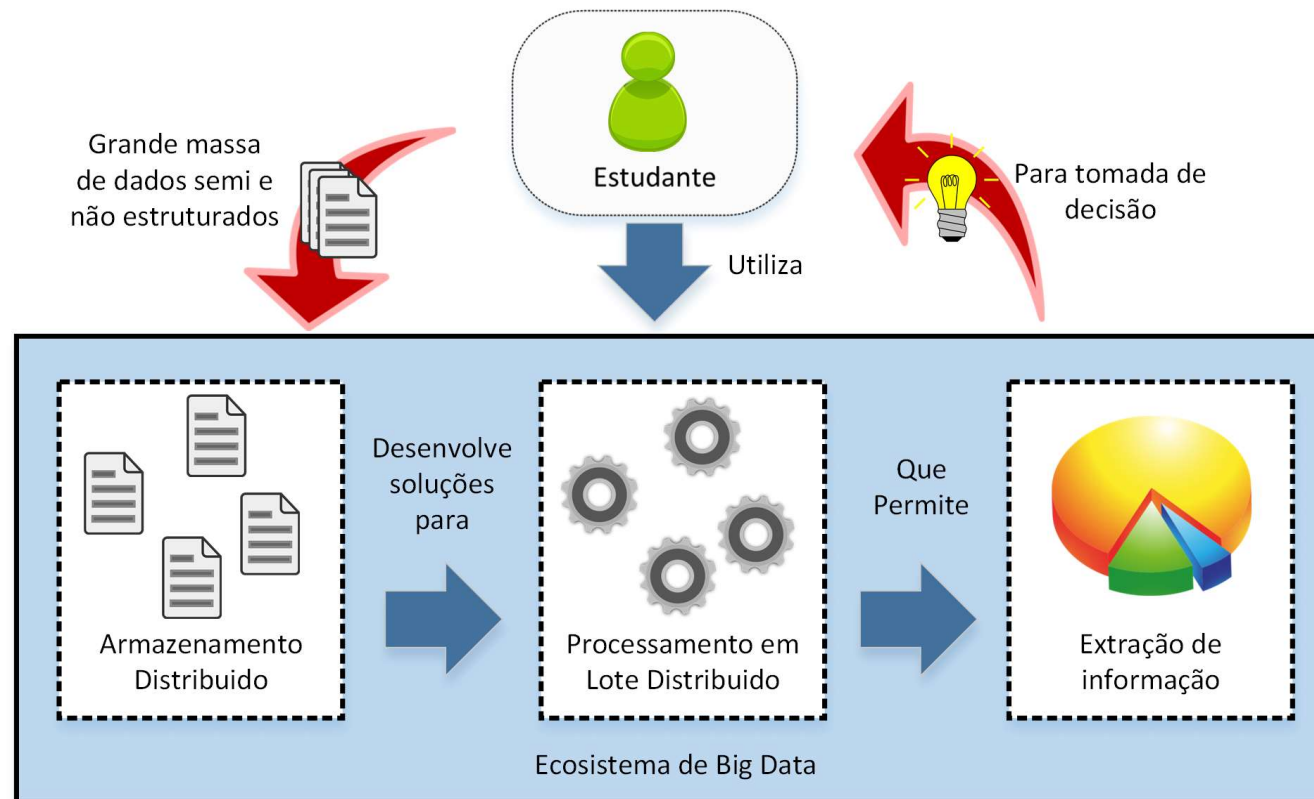 Estudante
Grande massa
de dados semi e
não estruturados
Utiliza
Para tomada de
decisão
Armazenamento
Distribuido
Desenvolve
soluções
para
Processamento em
Lote Distribuido
Que
Permite
Extração de
informação
Ecosistema de Big Data